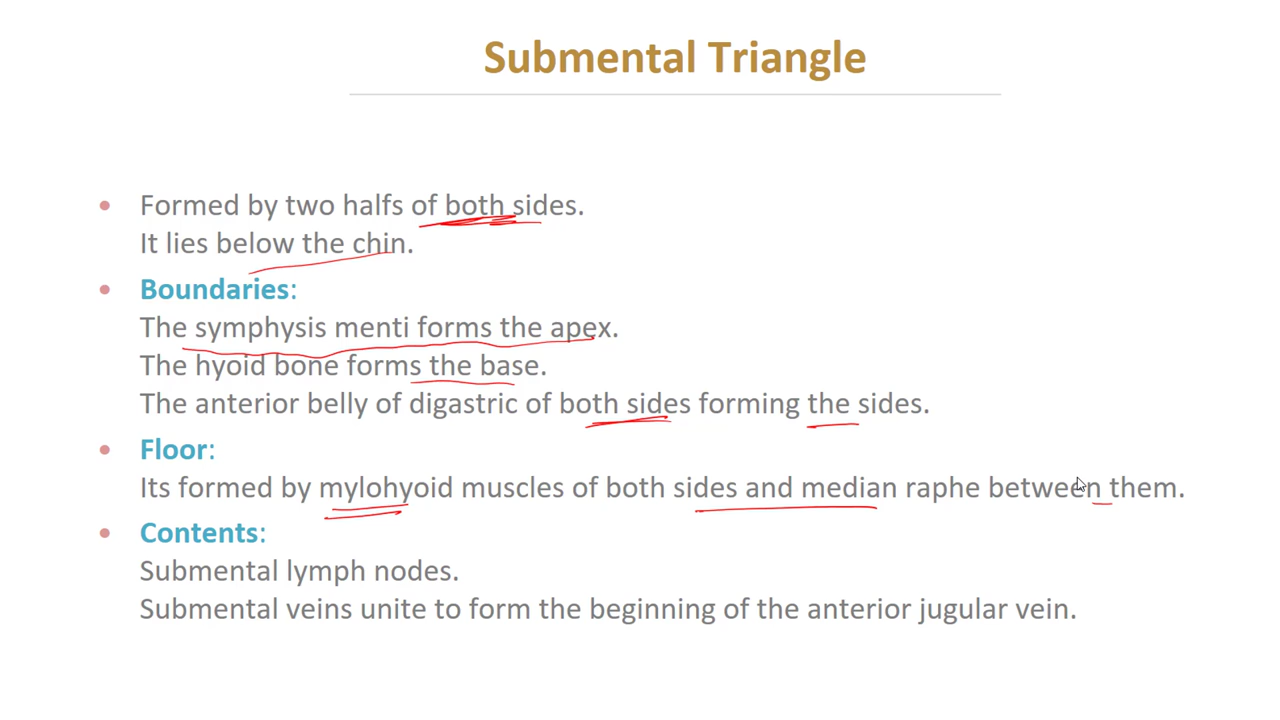 Submental Triangle
• Formed by two halfs of both sides.
It lies below the chin.
• Boundaries:
The symphysis menti forms the apex.
The hyoid bone forms the base.
The anterior belly of digastric of both sides forming the sides.
• Floor:
Its formed by mylohyoid muscles of both sides and median raphe between them.
• Contents:
Submental lymph nodes.
Submental veins unite to form the beginning of the anterior jugular vein.